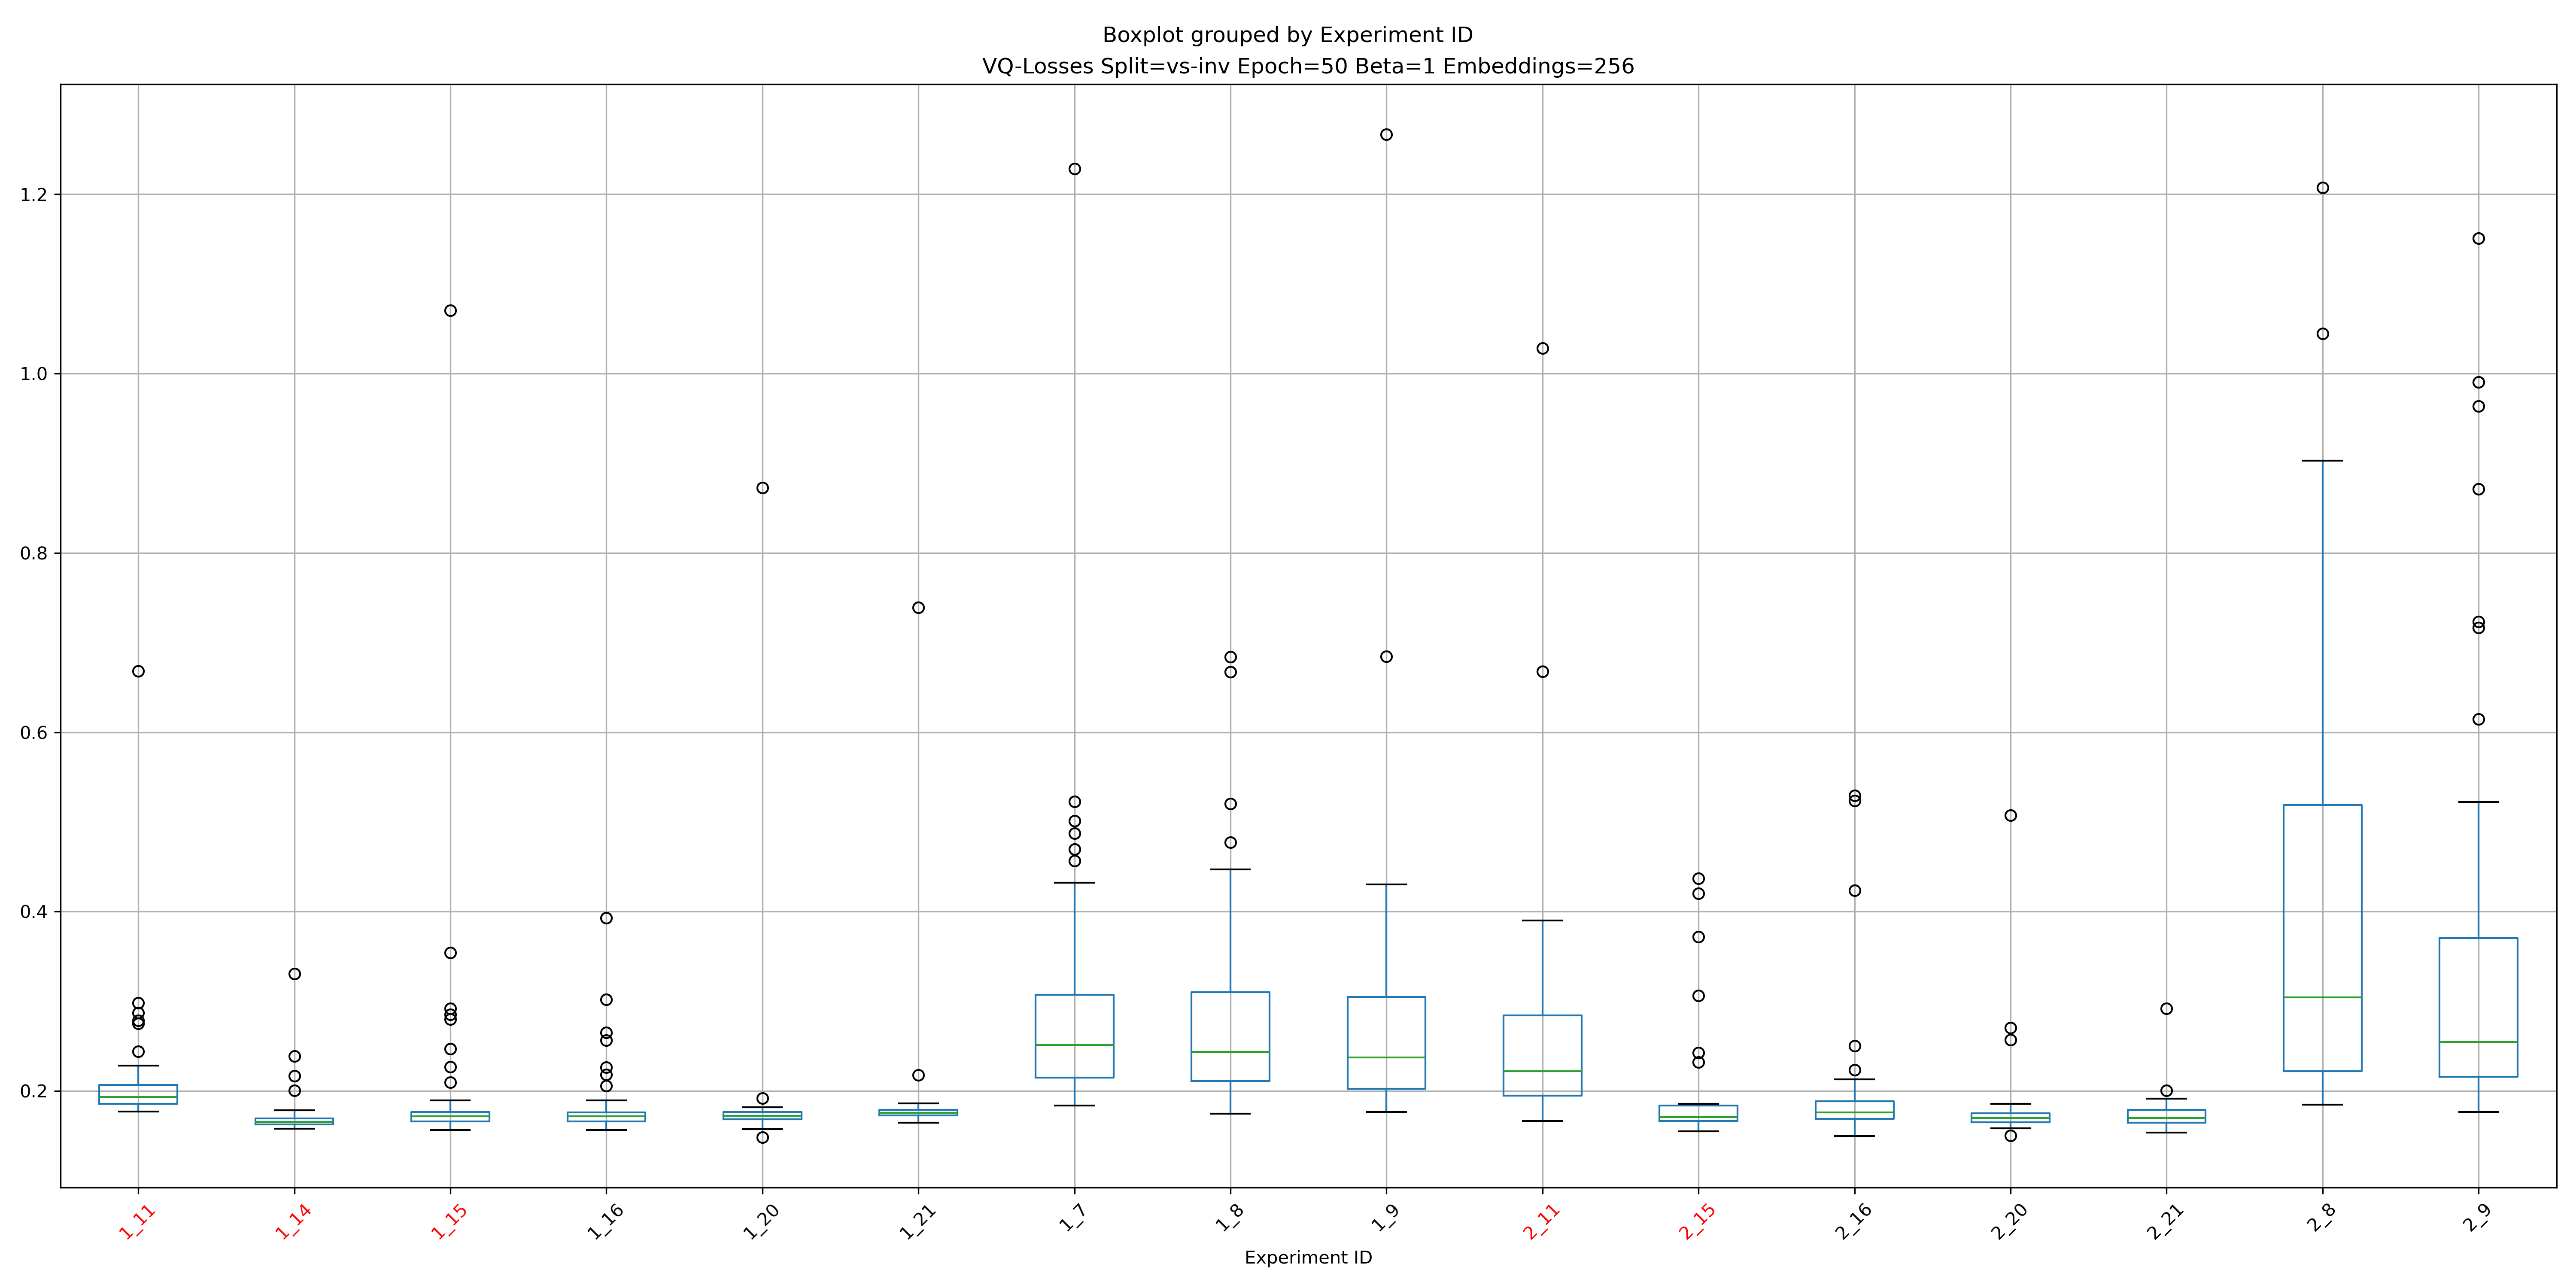 Boxplot grouped by Experiment ID
VQ-Losses Split=vs-inv Epoch=50 Beta=1 Embeddings=256
1.2
1.0
0.8
0.6
0.4
0.2
1_11 1_14 1_15 1_16 1_20 1_21 1_7 1_8 1_9 2_11 2_15 2_16 2_20 2_21 2_8 2_9
Experiment ID